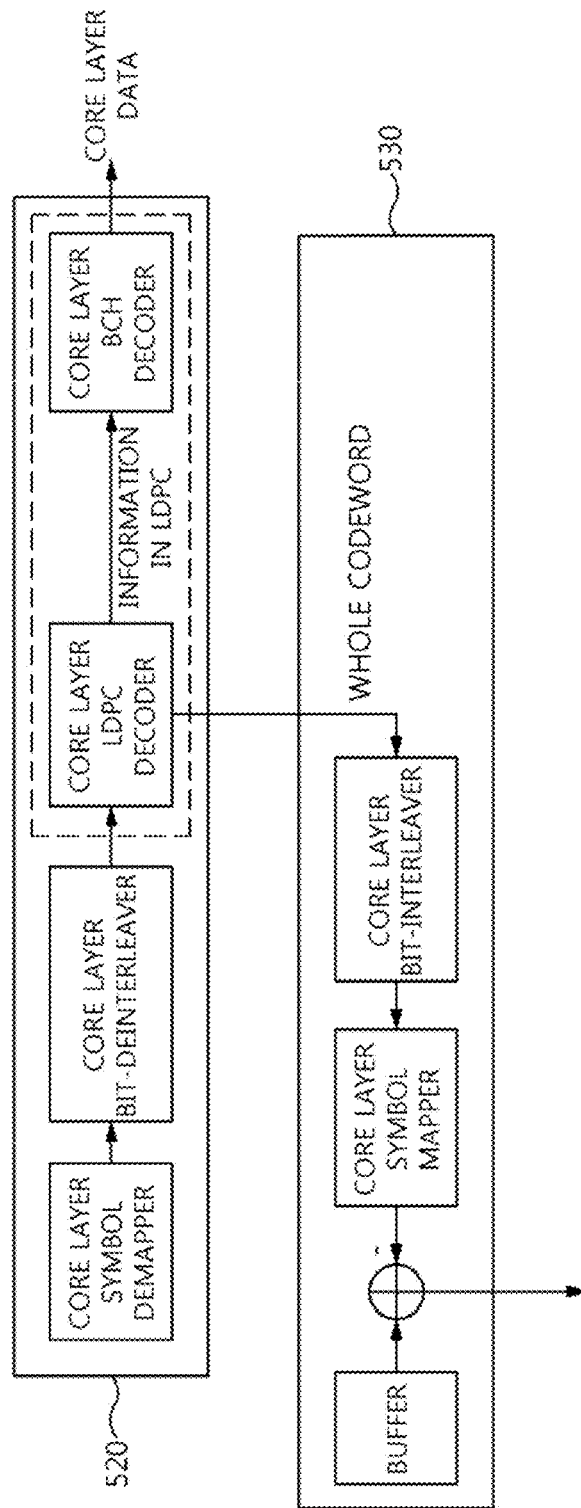 520
CORE LAYER
SYMBOL
DEMAPPER
CORE LAYER
BIT-DEINTERLEAVER
CORE LAYER
LDPC
DECODER
INFORMATION
IN LDPC
CORE LAYER
BCH
DECODER
CORE LAYER
DATA
530
BUFFER
-
CORE LAYER
SYMBOL
MAPPER
CORE LAYER
BIT-INTERLEAVER
WHOLE CODEWORD